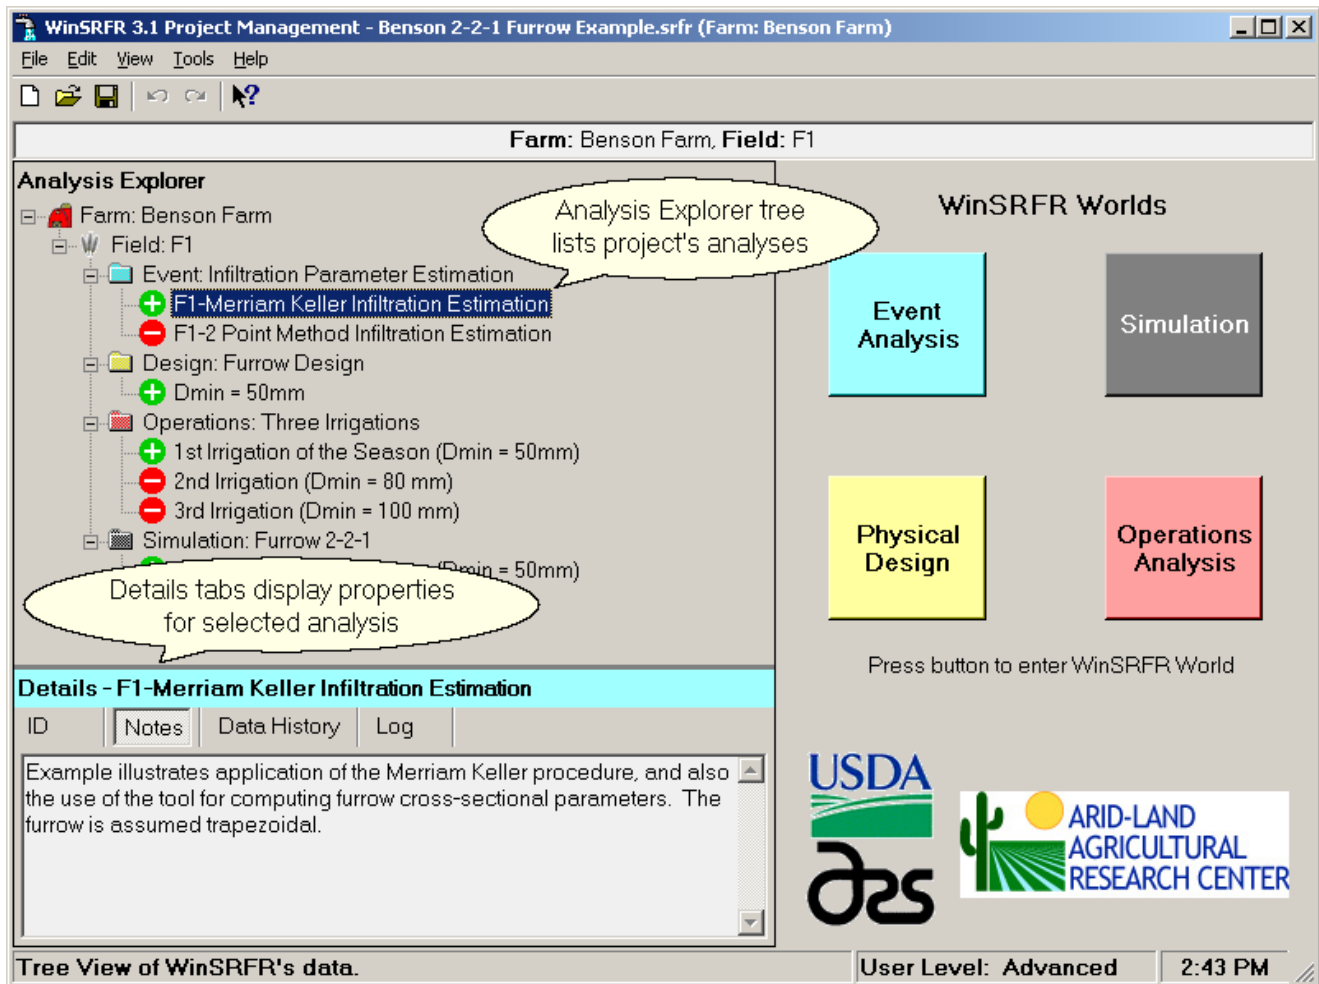 WinSRFR 3.1 Project Management - Benson 2-2-1 Furrow Example.srfr (Farm: Benson Farm)
File Edit View Tools Help
Farm: Benson Farm, Field: F1
Analysis Explorer
Farm: Benson Farm
Field: F1
Event: Infiltration Parameter Estimation
F1-Merriam Keller Infiltration Estimation
F1-2 Point Method Infiltration Estimation
Design: Furrow Design
Dmin = 50mm
Operations: Three Irrigations
1st Irrigation of the Season (Dmin = 50mm)
2nd Irrigation (Dmin = 80 mm)
3rd Irrigation (Dmin = 100 mm)
Simulation: Furrow 2-2-1
(Dmin = 50mm)
Analysis Explorer tree
lists project's analyses
Details tabs display properties
for selected analysis
Details - F1-Merriam Keller Infiltration Estimation
ID Notes Data History Log
Example illustrates application of the Merriam Keller procedure, and also
the use of the tool for computing furrow cross-sectional parameters. The
furrow is assumed trapezoidal.
WinSRFR Worlds
Event
Analysis
Simulation
Physical
Design
Operations
Analysis
Press button to enter WinSRFR World
USDA
ars
ARID-LAND
AGRICULTURAL
RESEARCH CENTER
Tree View of WinSRFR's data.
User Level: Advanced
2:43 PM